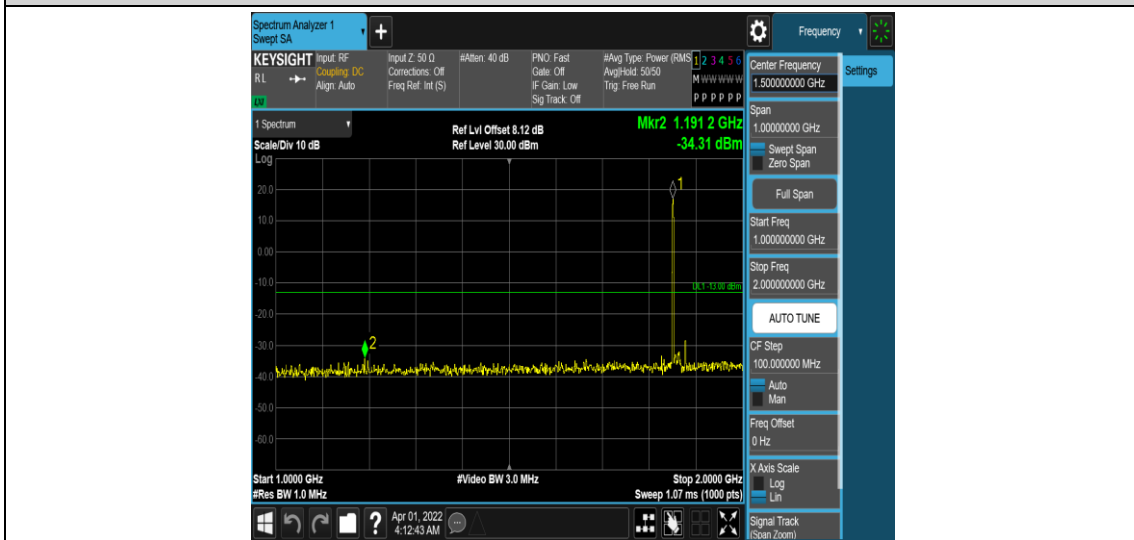 Spectrum Analyzer 1
Swept SA
+
Frequency
KEYSIGHT
RL
Input: RF
Coupling: DC
Align: Auto
Input Z: 50 Ω
Corrections: Off
Freq Ref: Int (S)
#Atten: 40 dB
PNO: Fast
Gate: Off
IF Gain: Low
Sig Track: Off
#Avg Type: Power (RMS
Avg|Hold: 50/50
Trig: Free Run
1 2 3 4 5 6
M W W W W W
P P P P P P
1 Spectrum
Scale/Div 10 dB
Log
Ref Lvl Offset 8.12 dB
Ref Level 30.00 dBm
Mkr2 1.191 2 GHz
-34.31 dBm
1
20.0
10.0
0.00
-10.0
DL1 -13.00 dBm
-20.0
-30.0
2
-40.0
-50.0
-60.0
Start 1.0000 GHz
#Res BW 1.0 MHz
#Video BW 3.0 MHz
Stop 2.0000 GHz
Sweep 1.07 ms (1000 pts)
?
Apr 01, 2022
4:12:43 AM
Center Frequency
1.500000000 GHz
Settings
Span
1.00000000 GHz
Swept Span
Zero Span
Full Span
Start Freq
1.000000000 GHz
Stop Freq
2.000000000 GHz
AUTO TUNE
CF Step
100.000000 MHz
Auto
Man
Freq Offset
0 Hz
X Axis Scale
Log
Lin
Signal Track
(Span Zoom)